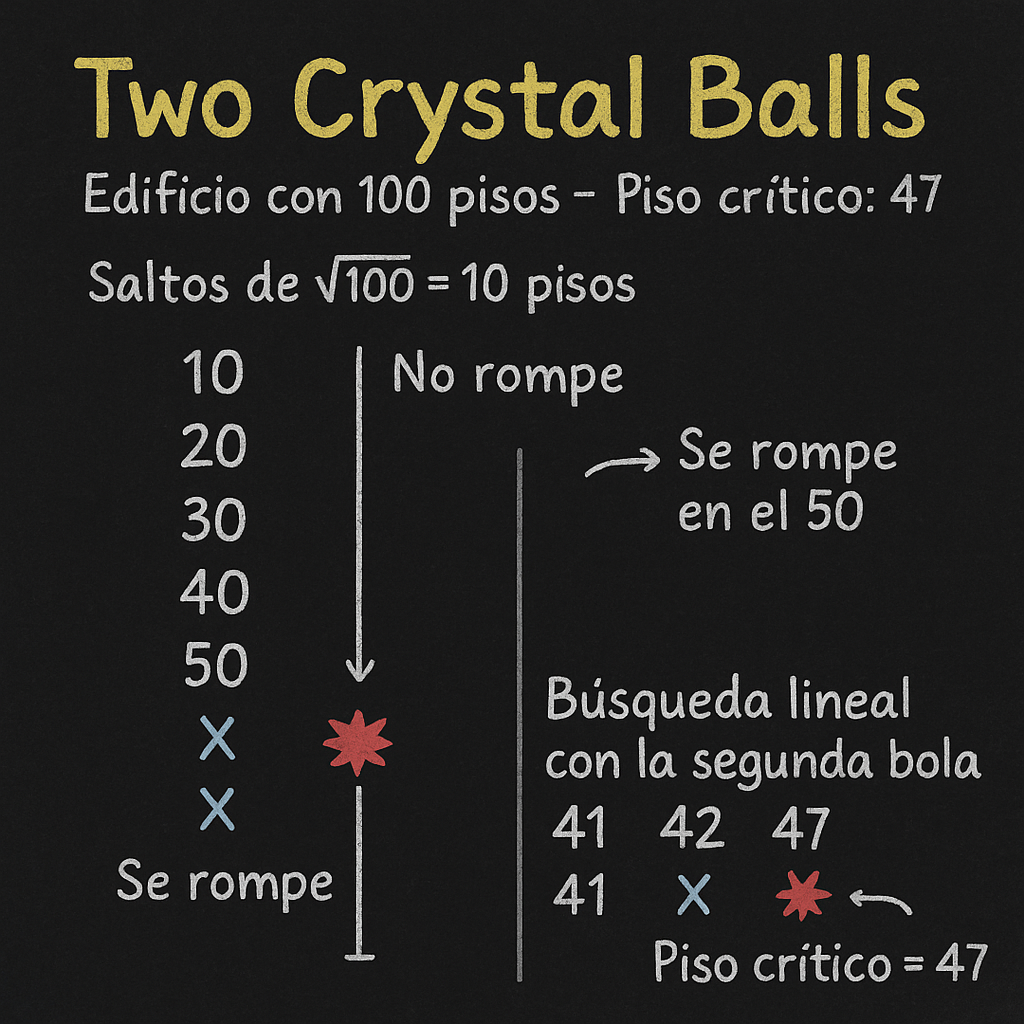 Two Crystal Balls
Edificio con 100 pisos – Piso crítico: 47
Saltos de √100 = 10 pisos
10
No rompe
20
30
40
50
X
X
Se rompe
Se rompe
en el 50
Búsqueda lineal
con la segunda bola
41 42 47
41 X
Piso crítico = 47